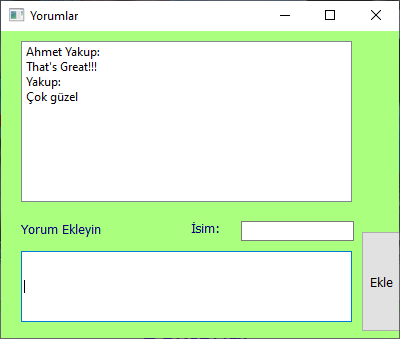 Yorumlar
Ahmet Yakup:
That's Great!!!
Yakup:
Çok güzel
Yorum Ekleyin
İsim:
Ekle